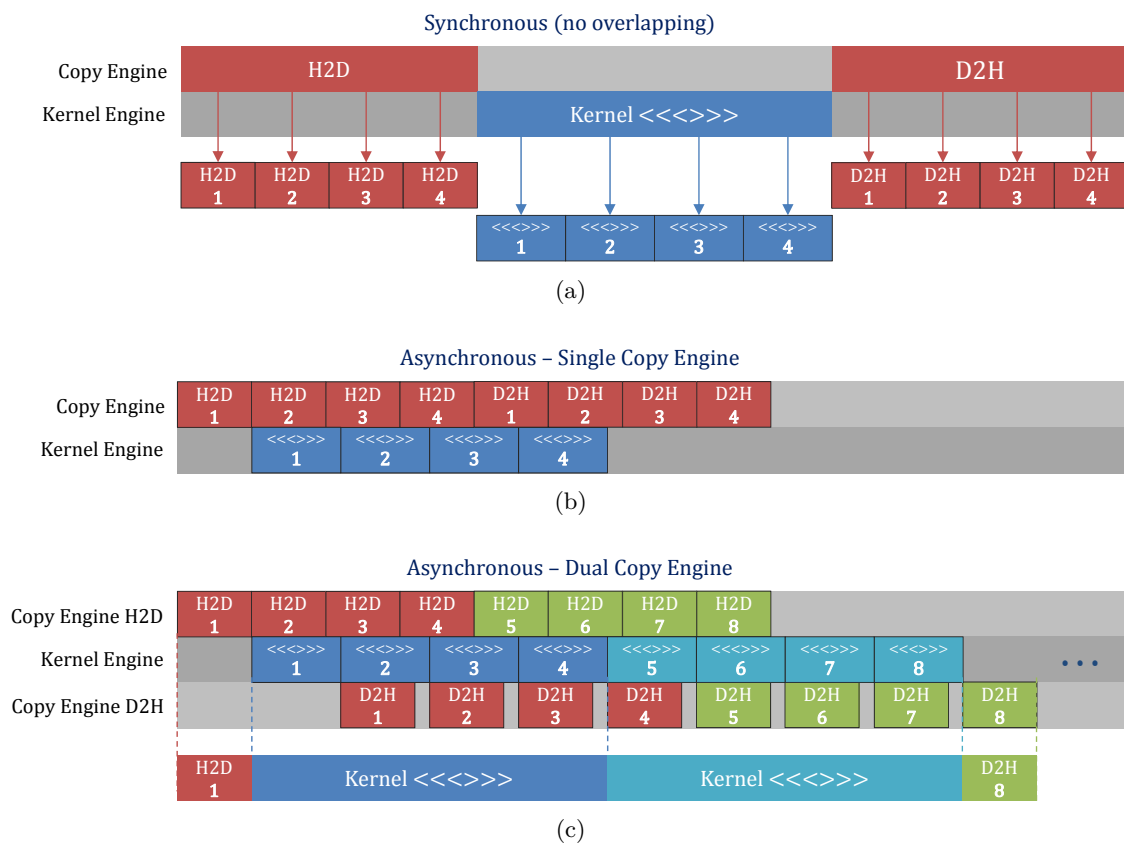 Synchronous (no overlapping)
Copy Engine H2D D2H
Kernel Engine Kernel <<<>>>
H2D H2D H2D H2D D2H D2H D2H D2H
1 2 3 4 1 2 3 4
<<<>>> <<<>>> <<<>>> <<<>>>
1 2 3 4
(a)
Asynchronous – Single Copy Engine
H2D H2D H2D H2D D2H D2H D2H D2H
Copy Engine 1 2 3 4 1 2 3 4
<<<>>> <<<>>> <<<>>> <<<>>>
Kernel Engine 1 2 3 4
(b)
Asynchronous – Dual Copy Engine
H2D H2D H2D H2D H2D H2D H2D H2D
Copy Engine H2D 1 2 3 4 5 6 7 8
<<<>>> <<<>>> <<<>>> <<<>>> <<<>>> <<<>>> <<<>>> <<<>>>
Kernel Engine 1 2 3 4 5 6 7 8 ...
D2H D2H D2H D2H D2H D2H D2H D2H
Copy Engine D2H 1 2 3 4 5 6 7 8
H2D Kernel <<<>>> Kernel <<<>>> D2H
1 8
(c)